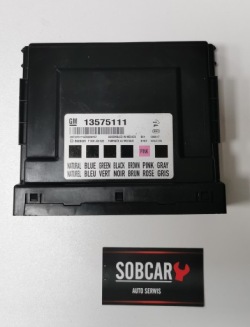 GM 13575111
PINK
NATURAL BLUE GREEN BLACK BROWN PINK GRAY
NATUREL BLEU VERT NOIR BRUN ROSE GRIS
SOBCAR
AUTO SERWIS